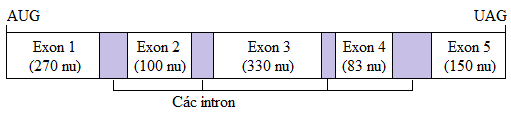 AUG UAG
Exon 1 Exon 2 Exon 3 Exon 4 Exon 5
(270 nu) (100 nu) (330 nu) (83 nu) (150 nu)
Các intron